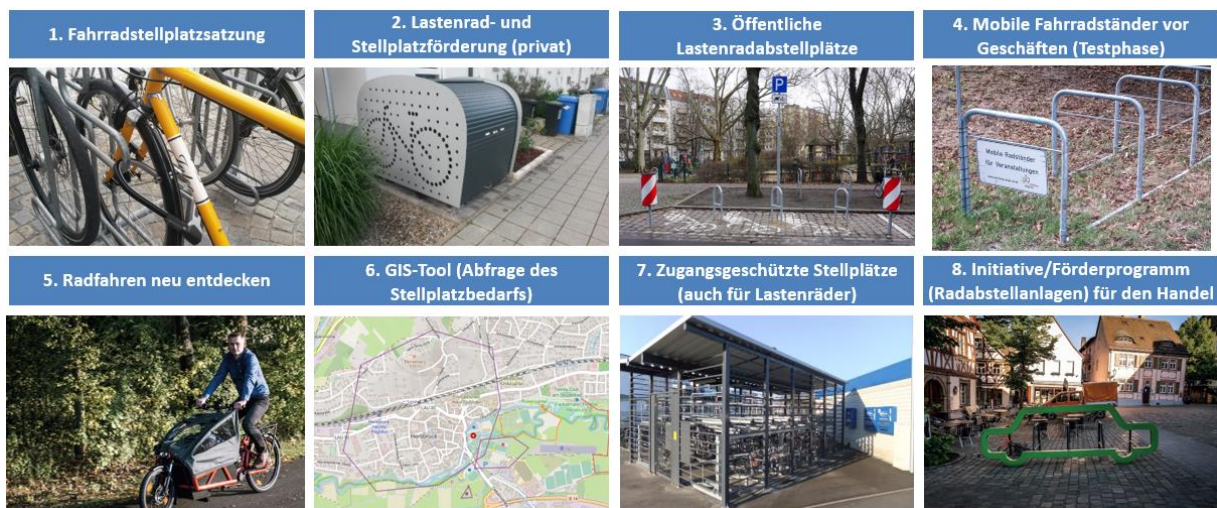 1. Fahrradstellplatzsatzung
2. Lastenrad- und
Stellplatzförderung (privat)
3. Öffentliche
Lastenradabstellplätze
4. Mobile Fahrradständer vor
Geschäften (Testphase)
P
Mobile Radständer
für Veranstaltungen
5. Radfahren neu entdecken
6. GIS-Tool (Abfrage des
Stellplatzbedarfs)
7. Zugangsgeschützte Stellplätze
(auch für Lastenräder)
8. Initiative/Förderprogramm
(Radabstellanlagen) für den Handel
Hersbruck